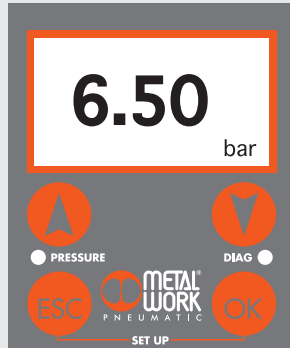 6.50
bar
PRESSURE
DIAG
ESC
METAL®
WORK
PNEUMATIC
OK
SET UP